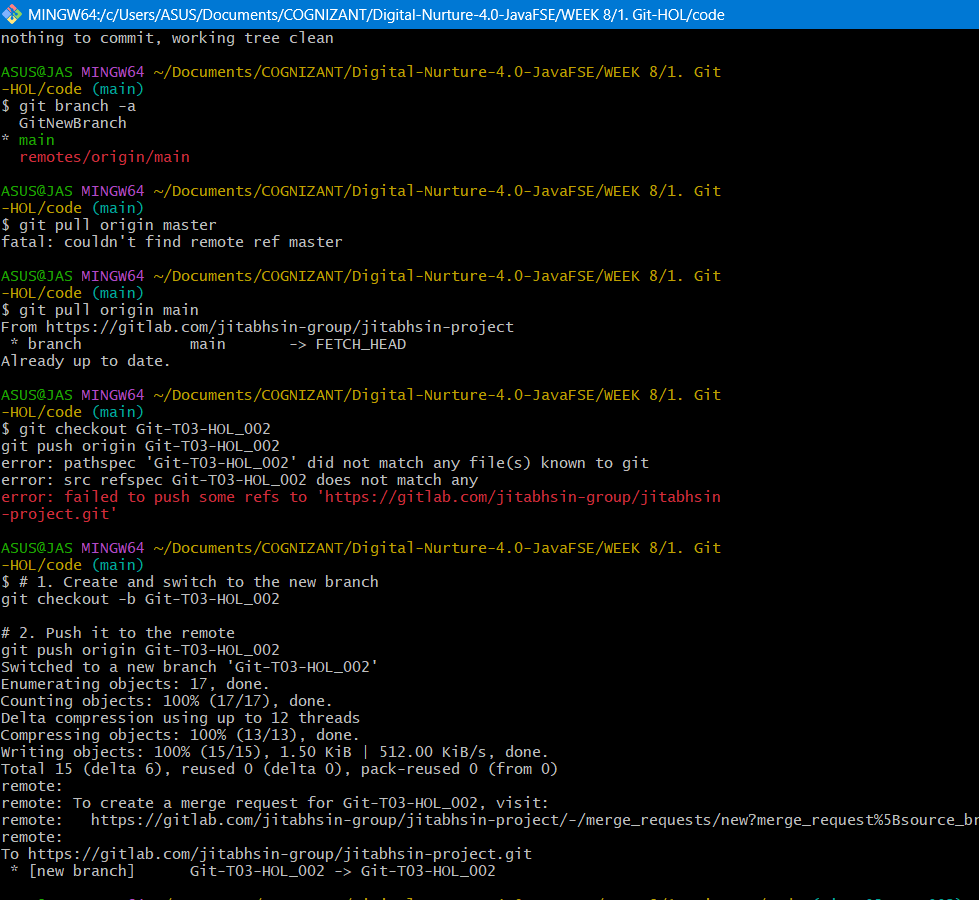 MINGW64:/c/Users/ASUS/Documents/COGNIZANT/Digital-Nurture-4.0-JavaFSE/WEEK 8/1. Git-HOL/code
nothing to commit, working tree clean
ASUS@JAS MINGW64 ~/Documents/COGNIZANT/Digital-Nurture-4.0-JavaFSE/WEEK 8/1. Git
-HOL/code (main)
$ git branch -a
  GitNewBranch
* main
  remotes/origin/main
ASUS@JAS MINGW64 ~/Documents/COGNIZANT/Digital-Nurture-4.0-JavaFSE/WEEK 8/1. Git
-HOL/code (main)
$ git pull origin master
fatal: couldn't find remote ref master
ASUS@JAS MINGW64 ~/Documents/COGNIZANT/Digital-Nurture-4.0-JavaFSE/WEEK 8/1. Git
-HOL/code (main)
$ git pull origin main
From https://gitlab.com/jitabhsin-group/jitabhsin-project
 * branch            main       -> FETCH_HEAD
Already up to date.
ASUS@JAS MINGW64 ~/Documents/COGNIZANT/Digital-Nurture-4.0-JavaFSE/WEEK 8/1. Git
-HOL/code (main)
$ git checkout Git-T03-HOL_002
git push origin Git-T03-HOL_002
error: pathspec 'Git-T03-HOL_002' did not match any file(s) known to git
error: src refspec Git-T03-HOL_002 does not match any
error: failed to push some refs to 'https://gitlab.com/jitabhsin-group/jitabhsin
-project.git'
ASUS@JAS MINGW64 ~/Documents/COGNIZANT/Digital-Nurture-4.0-JavaFSE/WEEK 8/1. Git
-HOL/code (main)
$ # 1. Create and switch to the new branch
git checkout -b Git-T03-HOL_002
# 2. Push it to the remote
git push origin Git-T03-HOL_002
Switched to a new branch 'Git-T03-HOL_002'
Enumerating objects: 17, done.
Counting objects: 100% (17/17), done.
Delta compression using up to 12 threads
Compressing objects: 100% (13/13), done.
Writing objects: 100% (15/15), 1.50 KiB | 512.00 KiB/s, done.
Total 15 (delta 6), reused 0 (delta 0), pack-reused 0 (from 0)
remote:
remote: To create a merge request for Git-T03-HOL_002, visit:
remote:   https://gitlab.com/jitabhsin-group/jitabhsin-project/-/merge_requests/new?merge_request%5Bsource_br
remote:
To https://gitlab.com/jitabhsin-group/jitabhsin-project.git
 * [new branch]      Git-T03-HOL_002 -> Git-T03-HOL_002